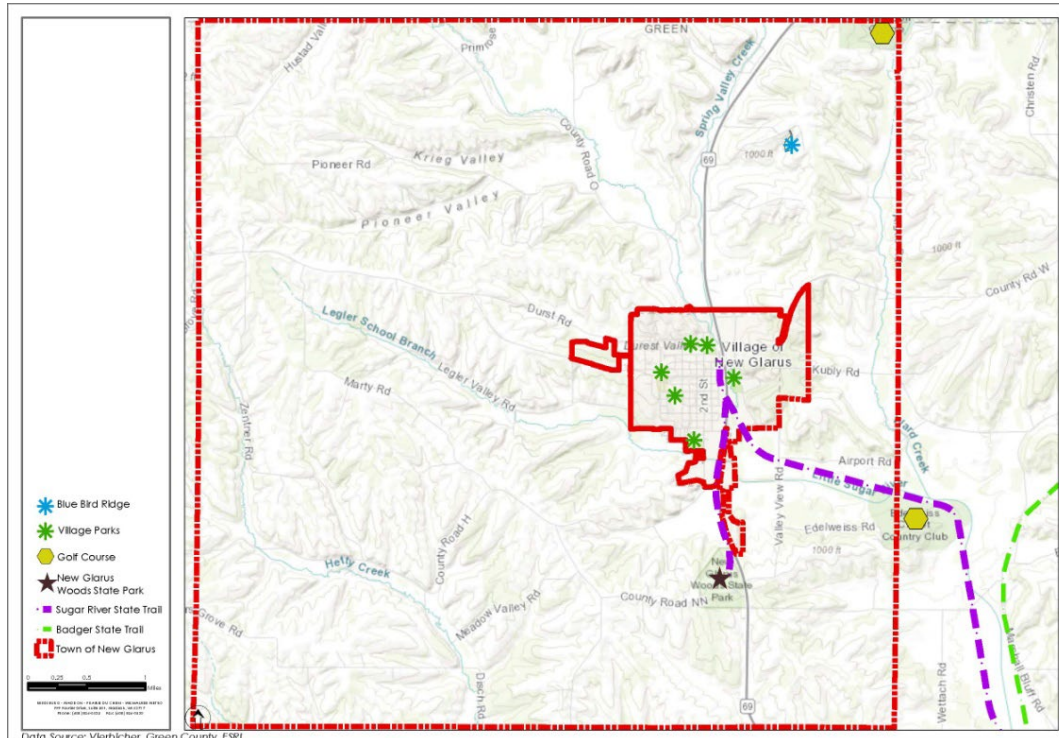 Blue Bird Ridge
Village Parks
Golf Course
New Glarus
Woods State Park
Sugar River State Trail
Badger State Trail
Town of New Glarus
0 0.25 0.5 1
Miles
Data Source: Vierbicher, Green County, ESRI
GREEN
Primrose
Hustad Valley
Spring Valley Creek
Christen Rd
County Road O
69
1000 ft
Pioneer Rd
Krieg Valley
Pioneer Valley
1000 ft
County Rd W
Durst Rd
Legler School Branch
Durest Valley
Village of
New Glarus
Kubly Rd
2nd St
Marty Rd
Legler Valley Rd
Zentner Rd
Airport Rd
Little Sugar
Valley View Rd
Edelweiss Rd
Country Club
1000 ft
County Road H
Hefty Creek
New
Glarus
Woods State
Park
County Road NN
Meadow Valley Rd
Grove Rd
Disch Rd
69
Wettach Rd
Marshall Bluff Rd